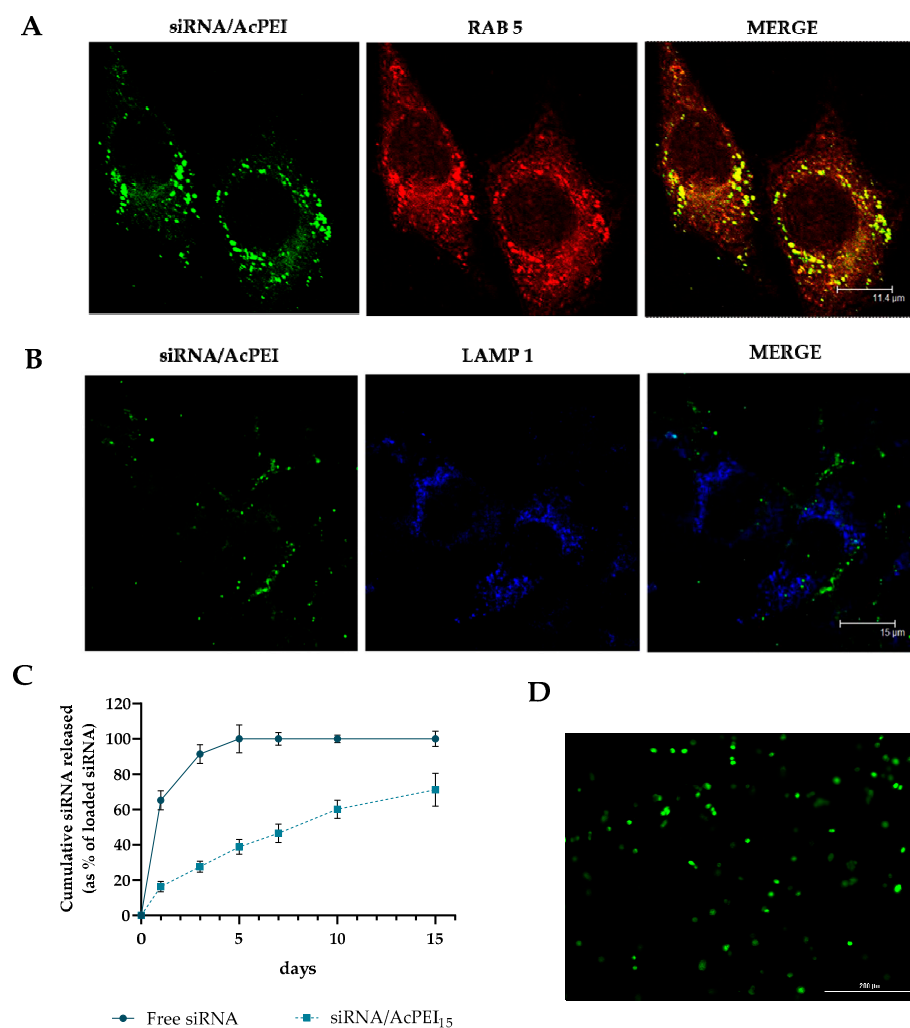 A
siRNA/AcPEI RAB 5 MERGE
11.4 µm
B
siRNA/AcPEI LAMP 1 MERGE
15 µm
C
D
Cumulative siRNA released
(as % of loaded siRNA)
120
100
80
60
40
20
0
0 5 10 15
days
Free siRNA siRNA/AcPEI₁₅
200 µm